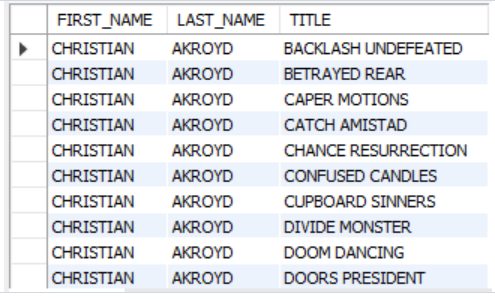 FIRST_NAME LAST_NAME TITLE
CHRISTIAN AKROYD BACKLASH UNDEFEATED
CHRISTIAN AKROYD BETRAYED REAR
CHRISTIAN AKROYD CAPER MOTIONS
CHRISTIAN AKROYD CATCH AMISTAD
CHRISTIAN AKROYD CHANCE RESURRECTION
CHRISTIAN AKROYD CONFUSED CANDLES
CHRISTIAN AKROYD CUPBOARD SINNERS
CHRISTIAN AKROYD DIVIDE MONSTER
CHRISTIAN AKROYD DOOM DANCING
CHRISTIAN AKROYD DOORS PRESIDENT